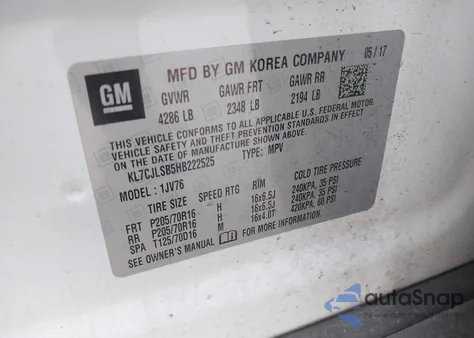 GM
MFD BY GM KOREA COMPANY 05 / 17
GVWR GAWR FRT GAWR RR
4286 LB 2348 LB 2194 LB
THIS VEHICLE CONFORMS TO ALL APPLICABLE U.S. FEDERAL MOTOR
VEHICLE SAFETY, BUMPER, AND THEFT PREVENTION STANDARDS
IN EFFECT ON THE DATE OF MANUFACTURE SHOWN ABOVE.
KL7CJLSB5HB222525 TYPE: MPV
MODEL : 1JV76
TIRE SIZE SPEED RTG RIM COLD TIRE PRESSURE
FRT P205/70R16 H 16x6.5J 240KPA, 35 PSI
RR P205/70R16 H 16x6.5J 240KPA, 35 PSI
SPA T125/70D16 M 16x4.0T 420KPA, 60 PSI
SEE OWNER'S MANUAL
autoSnap